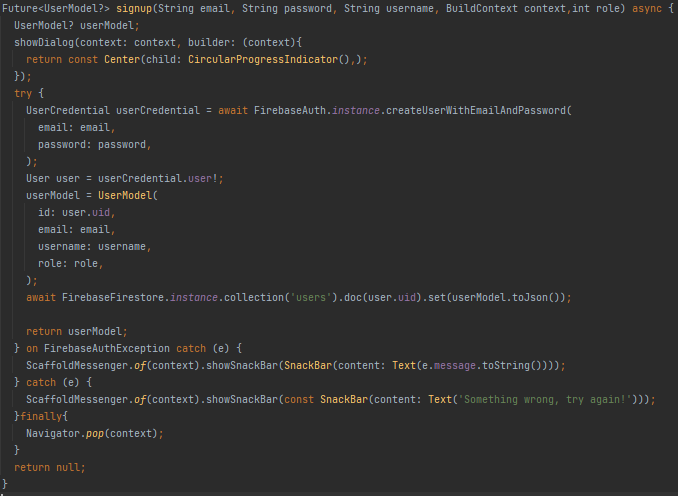 Future<UserModel?> signup(String email, String password, String username, BuildContext context,int role) async {
  UserModel? userModel;
  showDialog(context: context, builder: (context){
    return const Center(child: CircularProgressIndicator(),);
  });
  try {
    UserCredential userCredential = await FirebaseAuth.instance.createUserWithEmailAndPassword(
      email: email,
      password: password,
    );
    User user = userCredential.user!;
    userModel = UserModel(
      id: user.uid,
      email: email,
      username: username,
      role: role,
    );
    await FirebaseFirestore.instance.collection('users').doc(user.uid).set(userModel.toJson());

    return userModel;
  } on FirebaseAuthException catch (e) {
    ScaffoldMessenger.of(context).showSnackBar(SnackBar(content: Text(e.message.toString())));
  } catch (e) {
    ScaffoldMessenger.of(context).showSnackBar(const SnackBar(content: Text('Something wrong, try again!')));
  }finally{
    Navigator.pop(context);
  }
  return null;
}